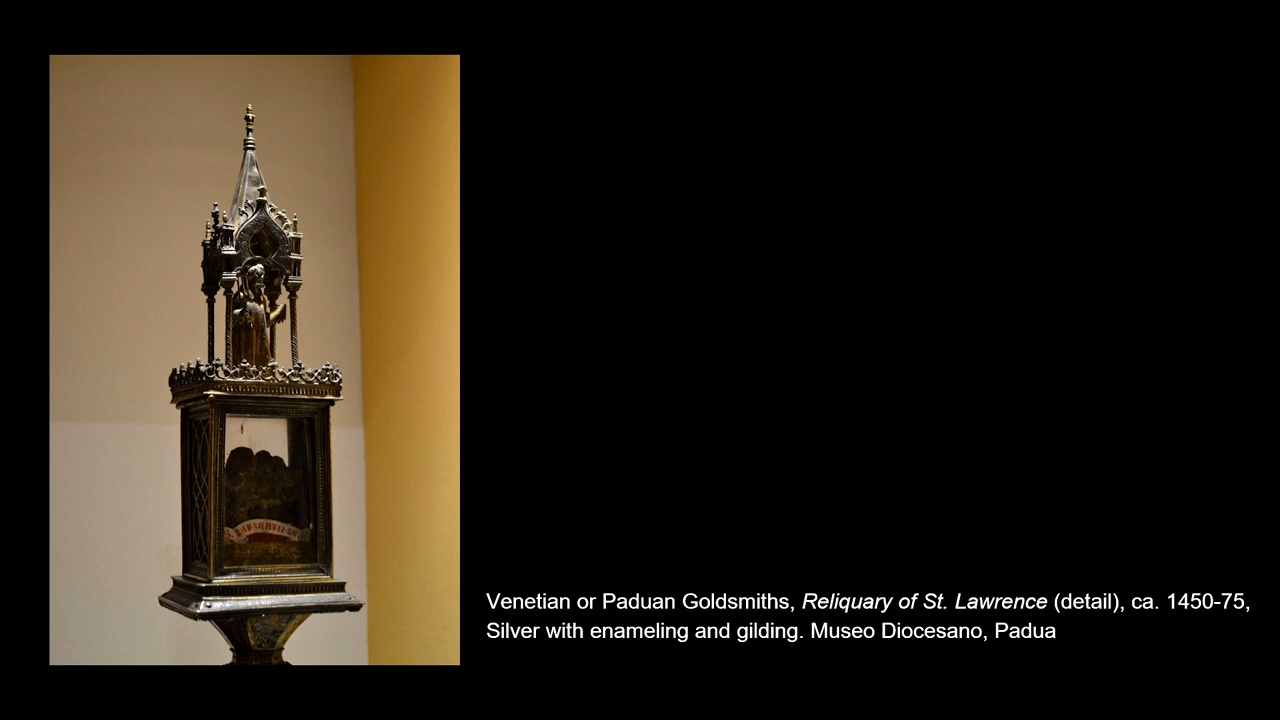 Venetian or Paduan Goldsmiths, Reliquary of St. Lawrence (detail), ca. 1450-75,
Silver with enameling and gilding. Museo Diocesano, Padua